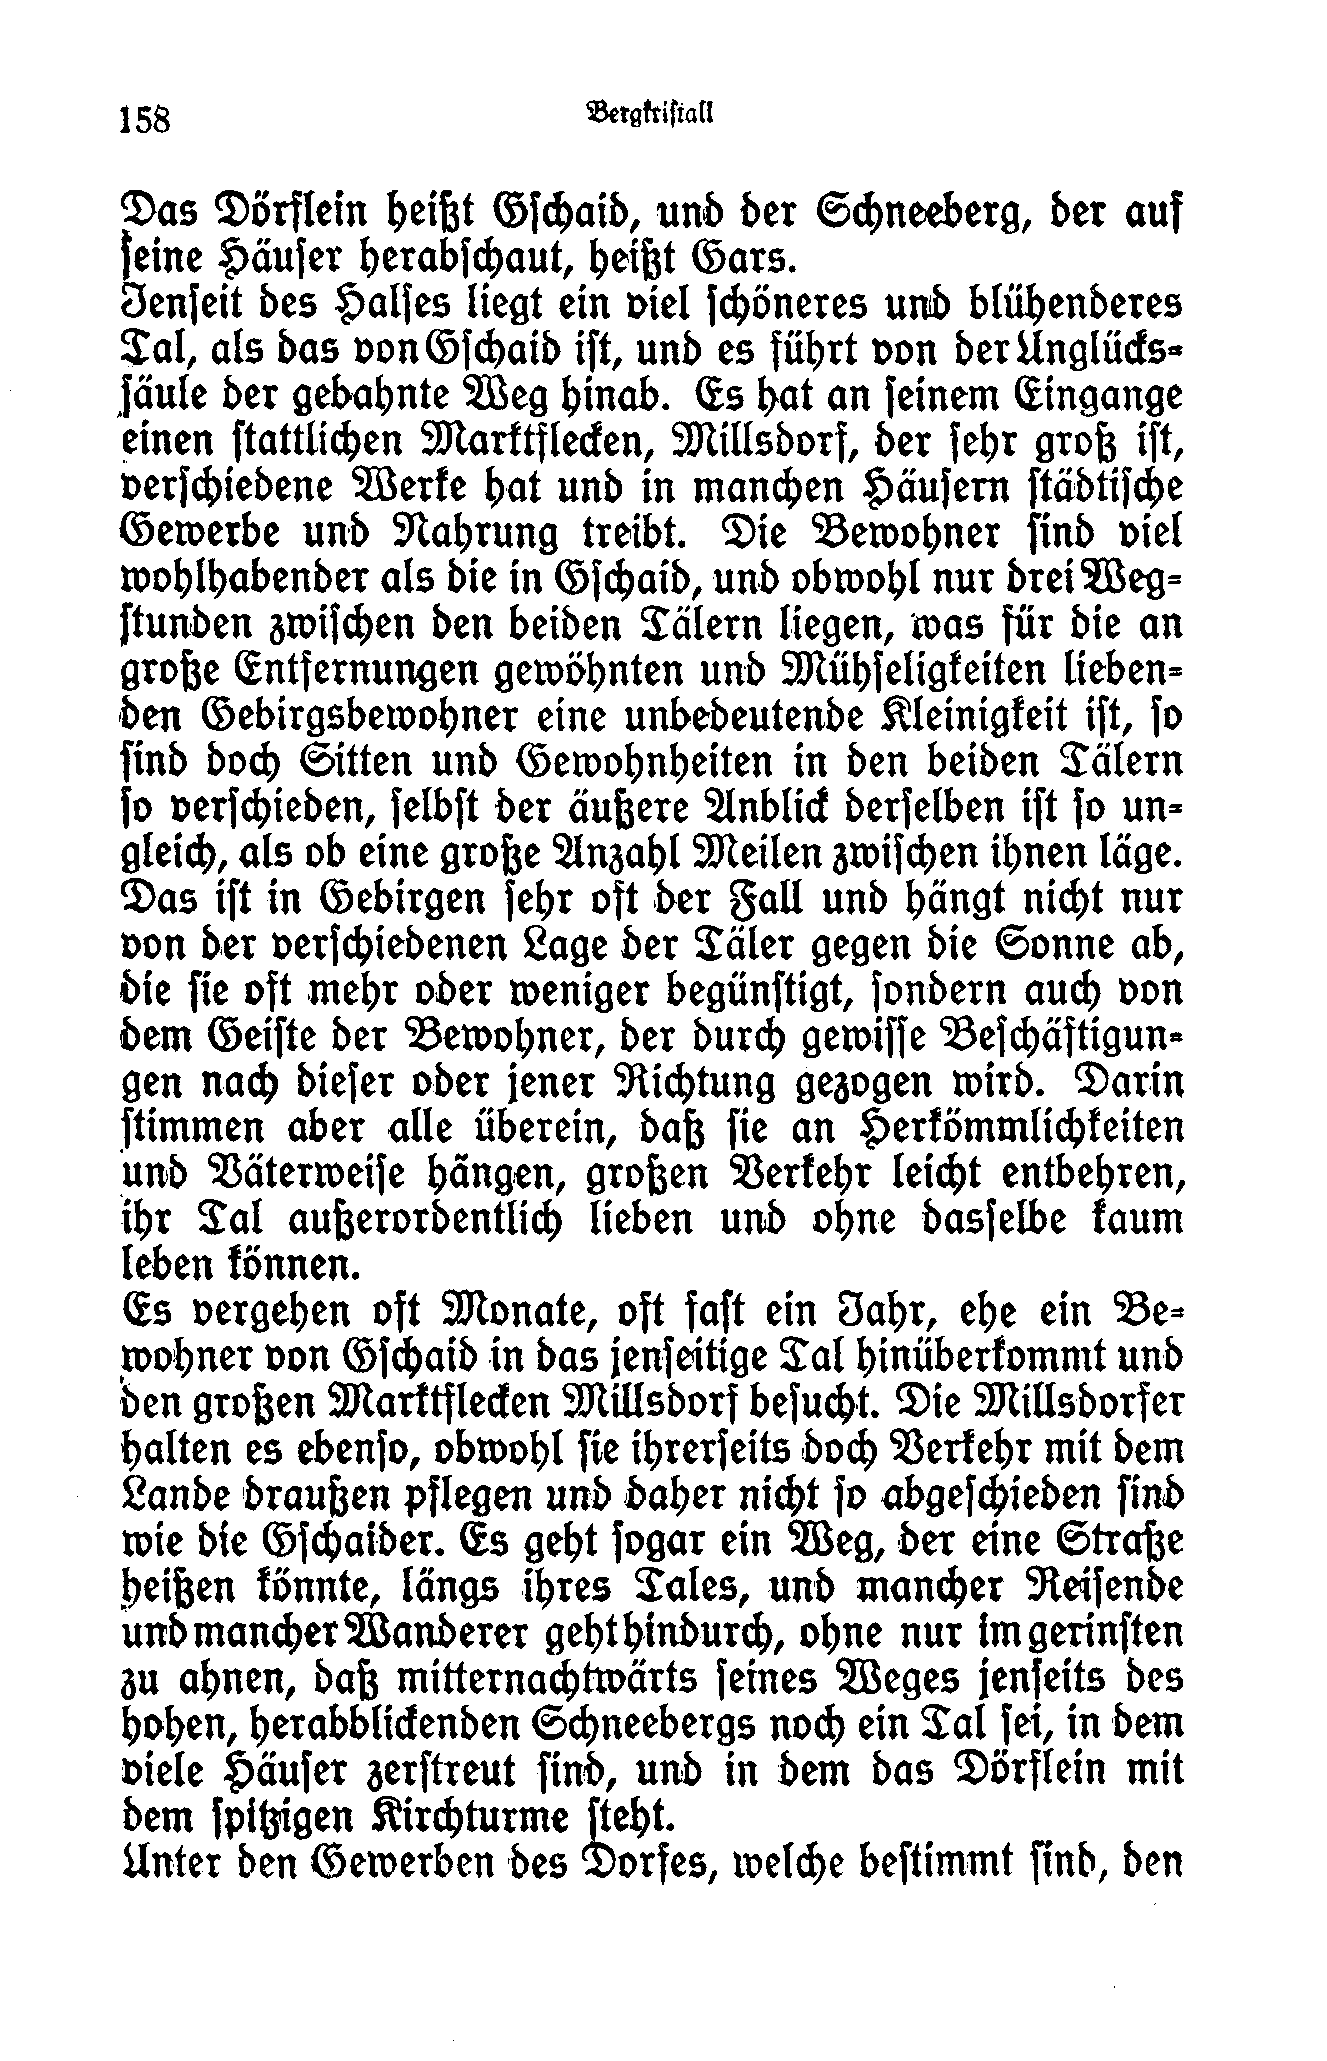 158
Bergkristall
Das Dörflein heißt Gschaid, und der Schneeberg, der auf
seine Häuser herabschaut, heißt Gars.
Jenseit des Halses liegt ein viel schöneres und blühenderes
Tal, als das von Gschaid ist, und es führt von der Unglücks-
säule der gebahnte Weg hinab. Es hat an seinem Eingange
einen stattlichen Marktflecken, Millsdorf, der sehr groß ist,
verschiedene Werke hat und in manchen Häusern städtische
Gewerbe und Nahrung treibt. Die Bewohner sind viel
wohlhabender als die in Gschaid, und obwohl nur drei Weg-
stunden zwischen den beiden Tälern liegen, was für die an
große Entfernungen gewöhnten und Mühseligkeiten lieben-
den Gebirgsbewohner eine unbedeutende Kleinigkeit ist, so
sind doch Sitten und Gewohnheiten in den beiden Tälern
so verschieden, selbst der äußere Anblick derselben ist so un-
gleich, als ob eine große Anzahl Meilen zwischen ihnen läge.
Das ist in Gebirgen sehr oft der Fall und hängt nicht nur
von der verschiedenen Lage der Täler gegen die Sonne ab,
die sie oft mehr oder weniger begünstigt, sondern auch von
dem Geiste der Bewohner, der durch gewisse Beschäftigun-
gen nach dieser oder jener Richtung gezogen wird. Darin
stimmen aber alle überein, daß sie an Herkömmlichkeiten
und Väterweise hängen, großen Verkehr leicht entbehren,
ihr Tal außerordentlich lieben und ohne dasselbe kaum
leben können.
Es vergehen oft Monate, oft fast ein Jahr, ehe ein Be-
wohner von Gschaid in das jenseitige Tal hinüberkommt und
den großen Marktflecken Millsdorf besucht. Die Millsdorfer
halten es ebenso, obwohl sie ihrerseits doch Verkehr mit dem
Lande draußen pflegen und daher nicht so abgeschieden sind
wie die Gschaider. Es geht sogar ein Weg, der eine Straße
heißen könnte, längs ihres Tales, und mancher Reisende
und mancher Wanderer geht hindurch, ohne nur im gerinsten
zu ahnen, daß mitternachtwärts seines Weges jenseits des
hohen, herabblickenden Schneebergs noch ein Tal sei, in dem
viele Häuser zerstreut sind, und in dem das Dörflein mit
dem spitzigen Kirchturme steht.
Unter den Gewerben des Dorfes, welche bestimmt sind, den